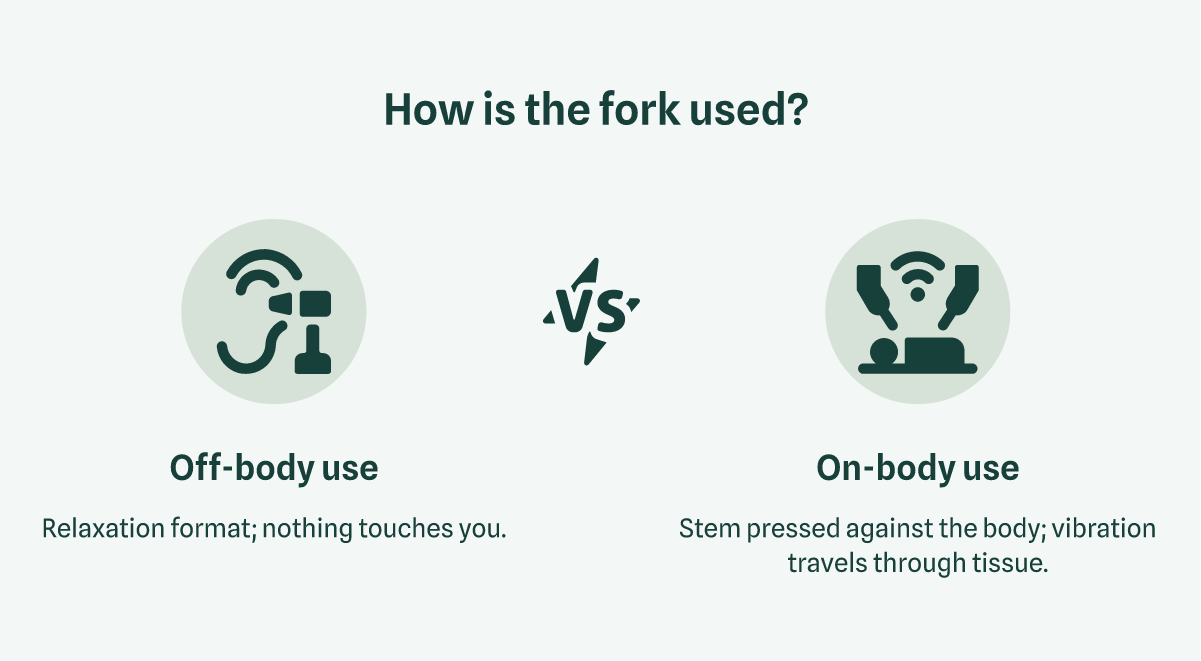 How is the fork used?
VS
Off-body use
Relaxation format; nothing touches you.
On-body use
Stem pressed against the body; vibration
travels through tissue.